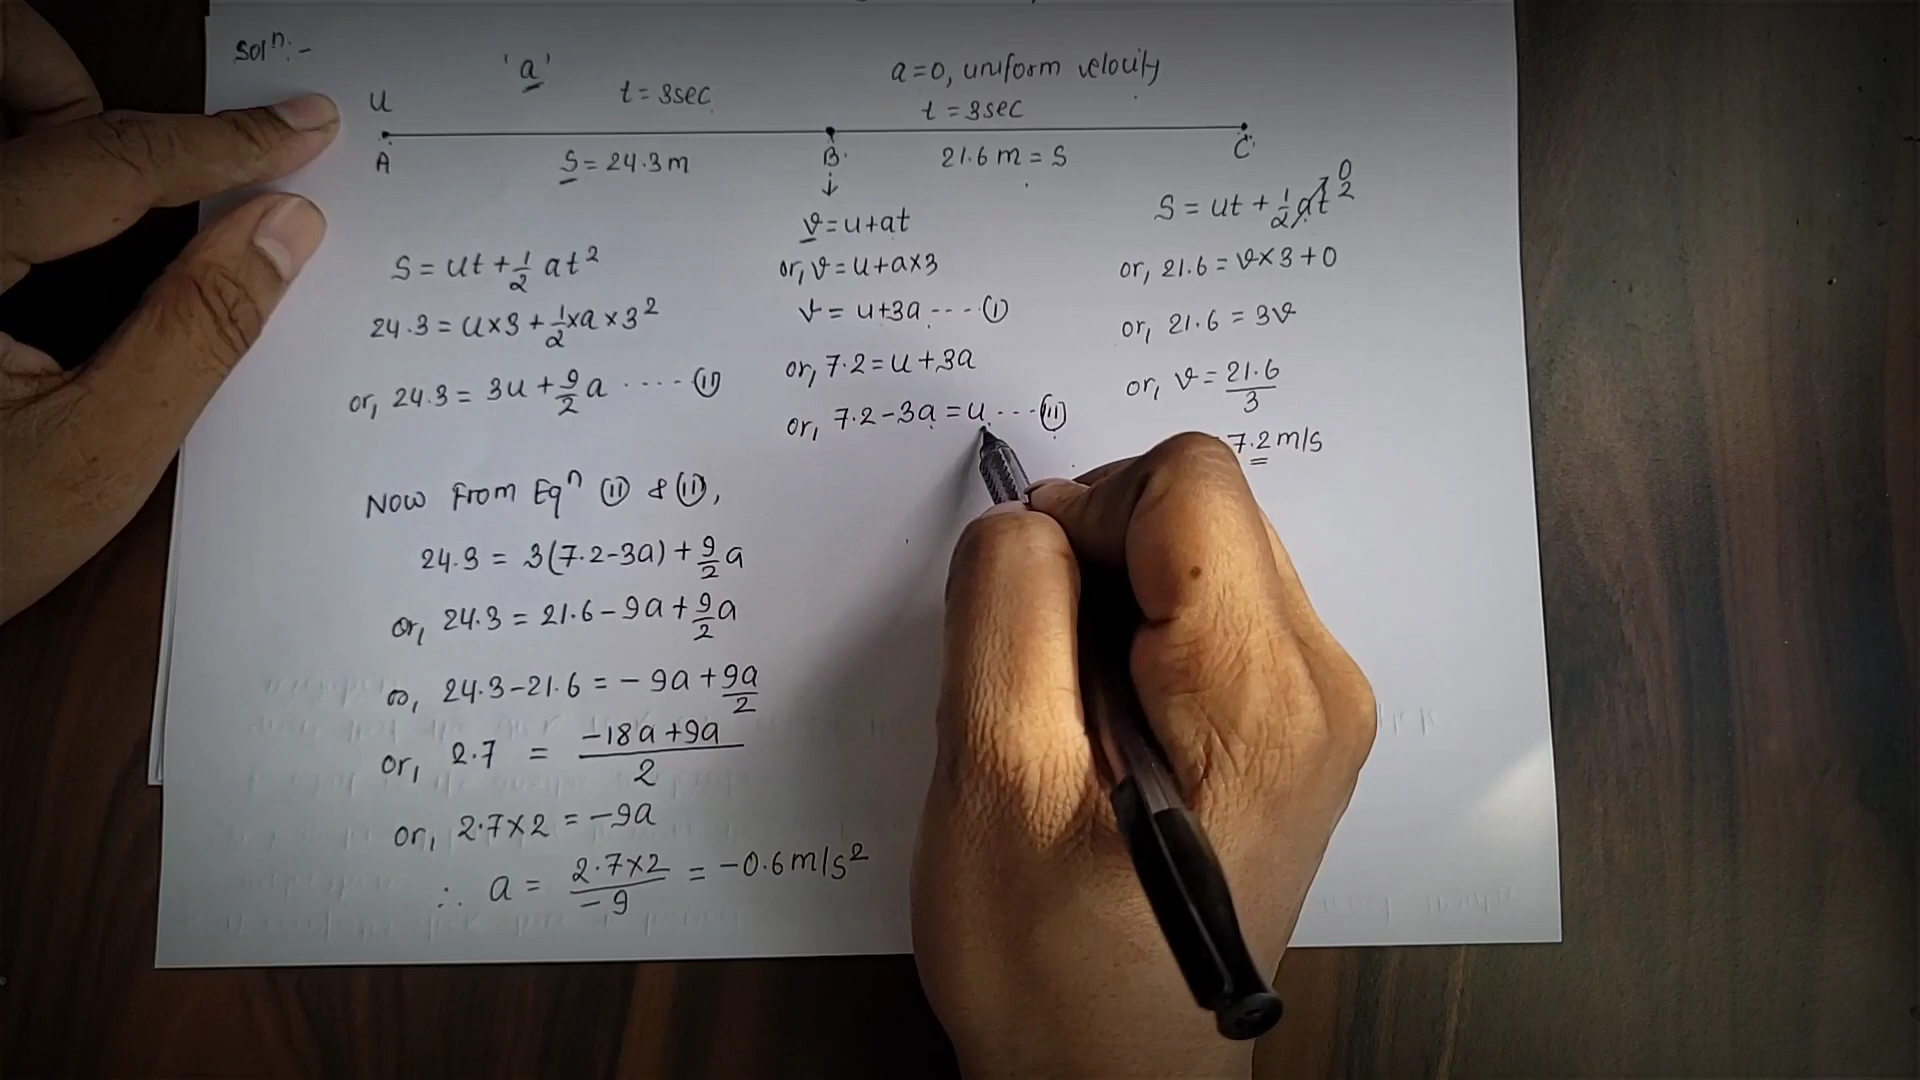 Solⁿ:-
'a'
a=0, uniform velocity
U
t = 3sec
t = 3sec
A
S = 24.3m
B
21.6 m = S
C
↓
S = ut + 1/2 at² 0
v = u+at
S = ut + 1/2 at²
or, v = u+a×3
or, 21.6 = v×3+0
24.3 = u×3 + 1/2×a×3²
v = u+3a ---- (I)
or, 21.6 = 3v
or, 24.3 = 3u + 9/2 a ..... (II)
or, 7.2 = u+3a
or, v = 21.6/3
or, 7.2-3a = u ... (III)
7.2 m/s
Now From Eqⁿ (II) & (II),
24.3 = 3(7.2-3a) + 9/2 a
or, 24.3 = 21.6 - 9a + 9/2 a
or, 24.3-21.6 = - 9a + 9a/2
or, 2.7 = -18a+9a/2
or, 2.7×2 = -9a
∴ a = 2.7×2/-9 = -0.6 m/s²